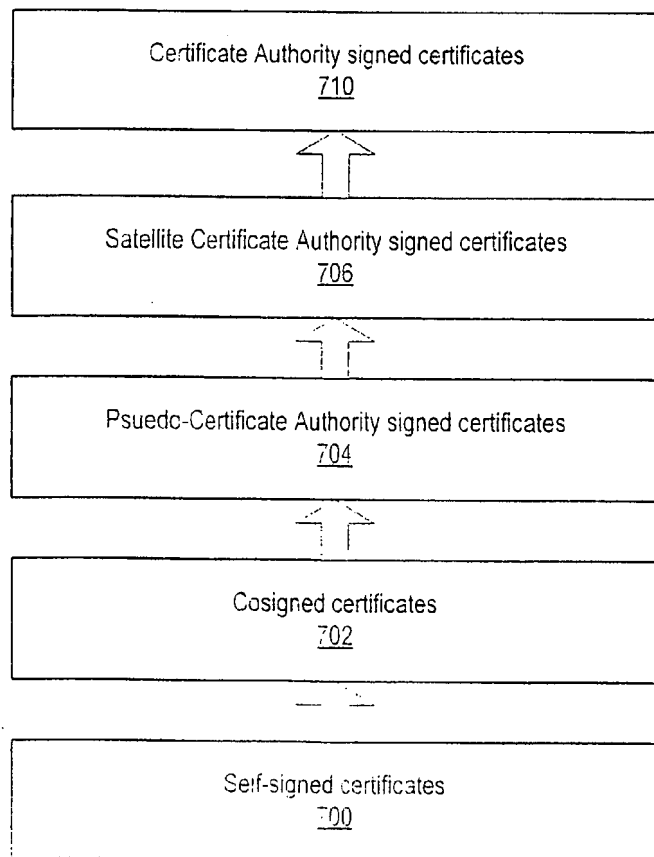 Certificate Authority signed certificates
710
Satellite Certificate Authority signed certificates
706
Psuedo-Certificate Authority signed certificates
704
Cosigned certificates
702
Self-signed certificates
700